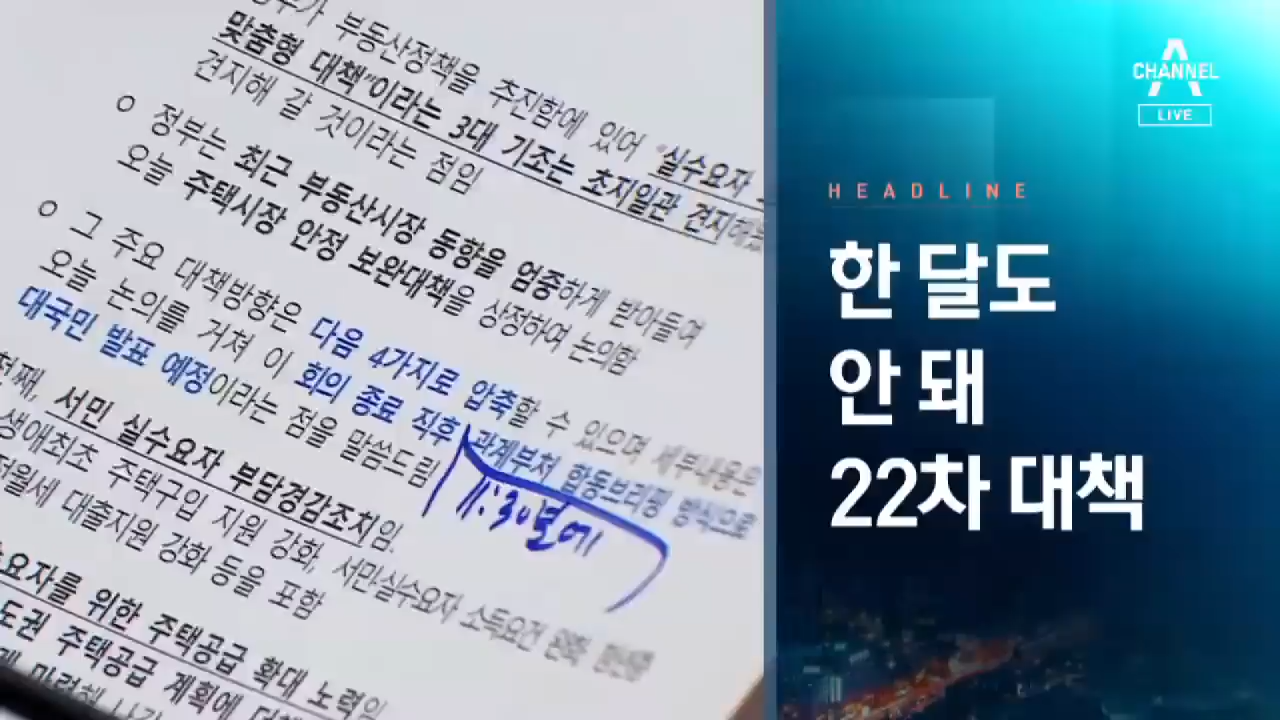 부동산정책을 추진함에 있어 "실수요자
맞춤형 대책"이라는 3대 기조는 초지일관 견지해
견지해 갈 것이라는 점임
ㅇ 정부는 최근 부동산시장 동향을 엄중하게 받아들여
오늘 주택시장 안정 보완대책을 상정하여 논의함
ㅇ 그 주요 대책방향은 다음 4가지로 압축할 수 있으며 세부내용은
오늘 논의를 거쳐 이 회의 종료 직후 관계부처 합동브리핑 방식으로
대국민 발표 예정이라는 점을 말씀드림
11:30분에
서민 실수요자 부담경감조치임.
생애최초 주택구입 지원 강화, 서민·실수요자 소득요건 완화
전월세 대출지원 강화 등을 포함
위한 주택공급 확대 노력임
주택공급 계획에
CHANNEL A
LIVE
HEADLINE
한 달도
안 돼
22차 대책